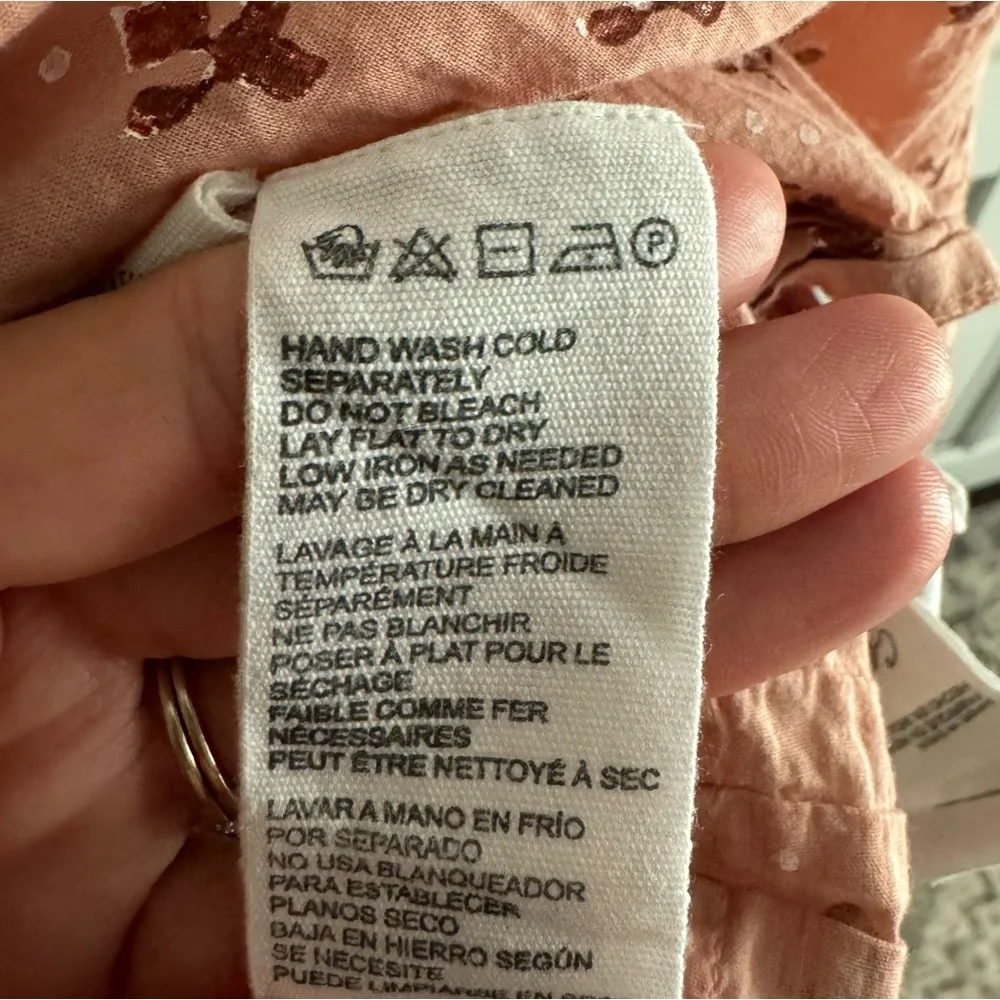 P
HAND WASH COLD
SEPARATELY
DO NOT BLEACH
LAY FLAT TO DRY
LOW IRON AS NEEDED
MAY BE DRY CLEANED
LAVAGE À LA MAIN À
TEMPÉRATURE FROIDE
SÉPARÉMENT
NE PAS BLANCHIR
POSER À PLAT POUR LE
SÉCHAGE
FAIBLE COMME FER
NÉCESSAIRES
PEUT ÊTRE NETTOYÉ À SEC
LAVAR A MANO EN FRÍO
POR SEPARADO
NO USA BLANQUEADOR
PARA ESTABLECER
PLANOS SECO
BAJA EN HIERRO SEGÚN
SE NECESITE
PUEDE LIMPIARSE EN